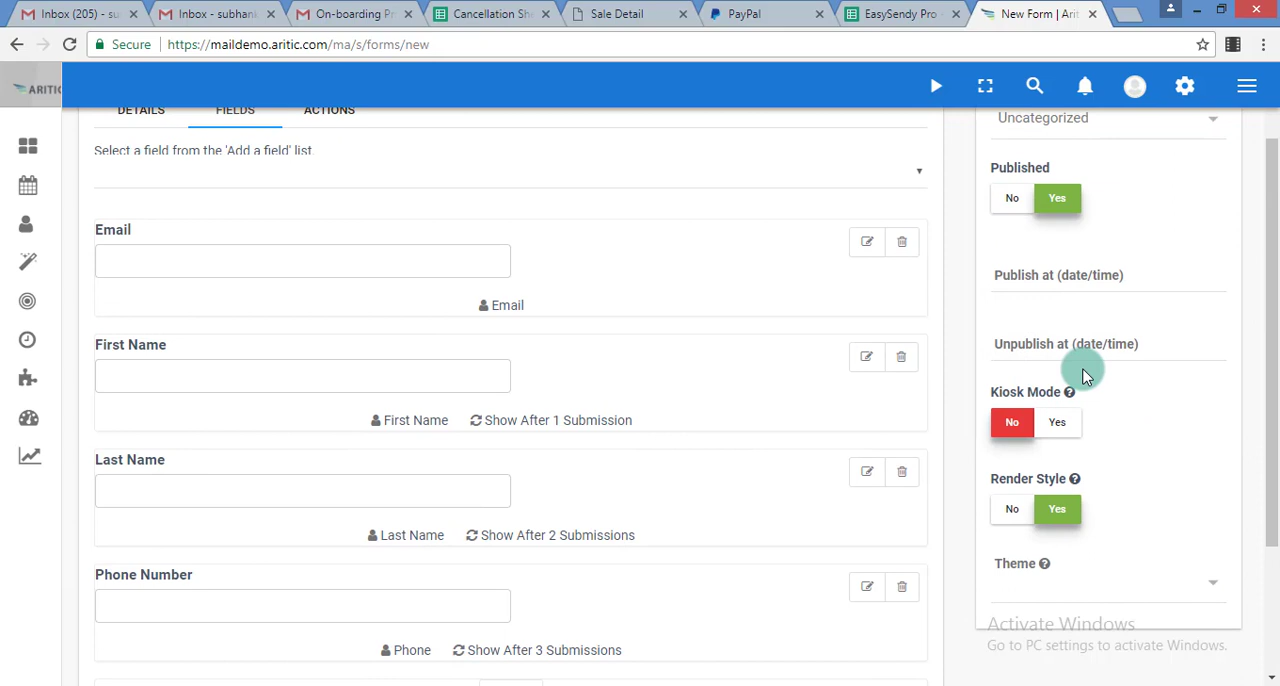 Inbox (205) - su
Inbox - subhan
On-boarding Pr
Cancellation Sh
Sale Detail
PayPal
EasySendy Pro
New Form | Arit
Secure https://maildemo.aritic.com/ma/s/forms/new
ARITIC
DETAILS FIELDS ACTIONS
Select a field from the 'Add a field' list.
Email
Email
First Name
First Name Show After 1 Submission
Last Name
Last Name Show After 2 Submissions
Phone Number
Phone Show After 3 Submissions
Uncategorized
Published
No Yes
Publish at (date/time)
Unpublish at (date/time)
Kiosk Mode
No Yes
Render Style
No Yes
Theme
Activate Windows
Go to PC settings to activate Windows.